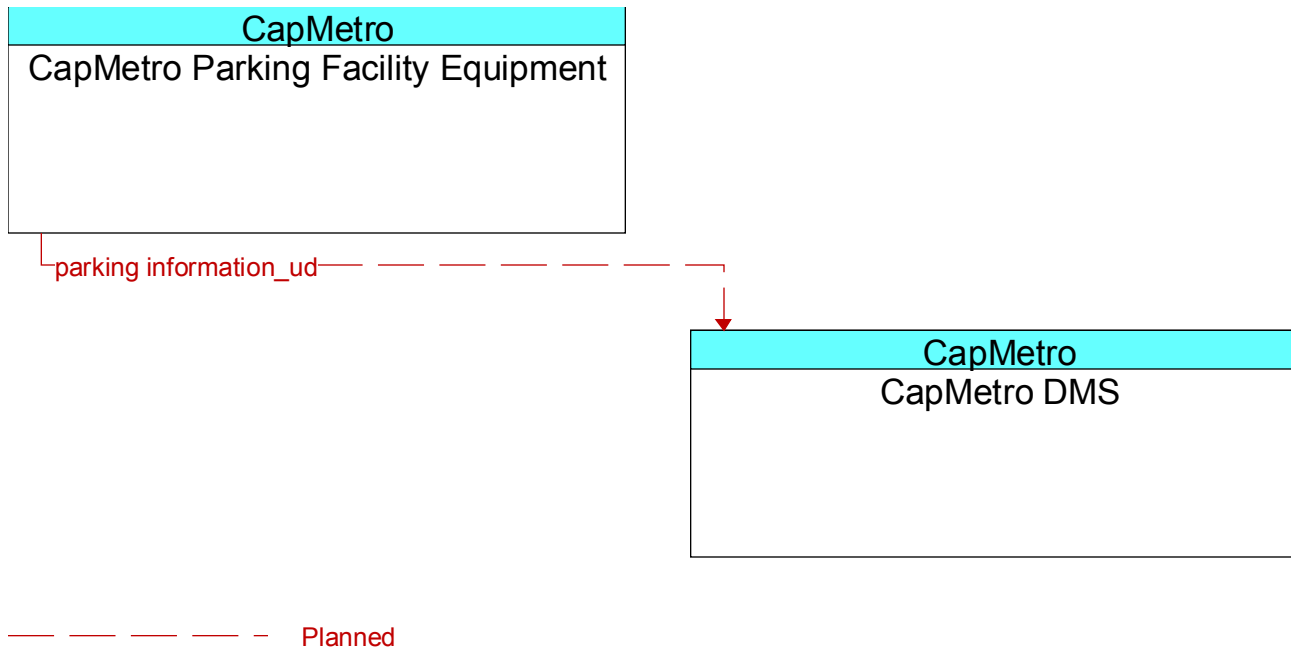 CapMetro
CapMetro Parking Facility Equipment
parking information_ud
CapMetro
CapMetro DMS
Planned